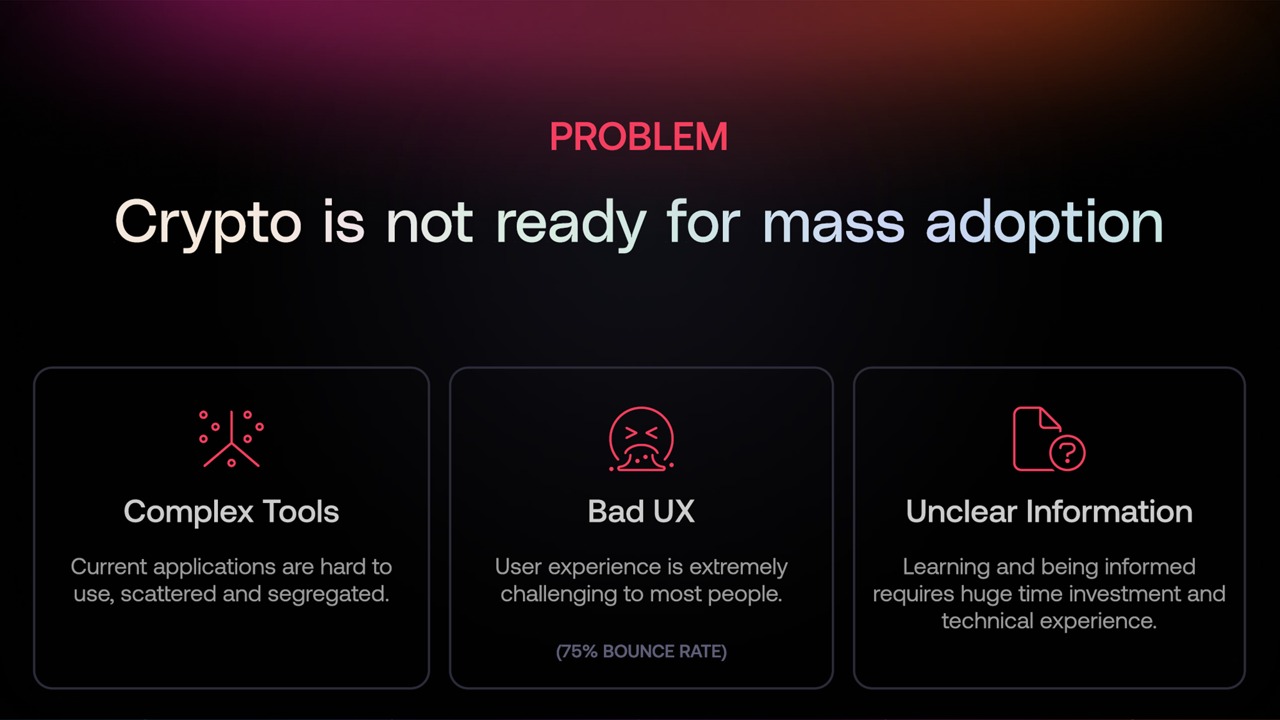 PROBLEM
Crypto is not ready for mass adoption
Complex Tools
Current applications are hard to
use, scattered and segregated.
Bad UX
User experience is extremely
challenging to most people.
(75% BOUNCE RATE)
Unclear Information
Learning and being informed
requires huge time investment and
technical experience.